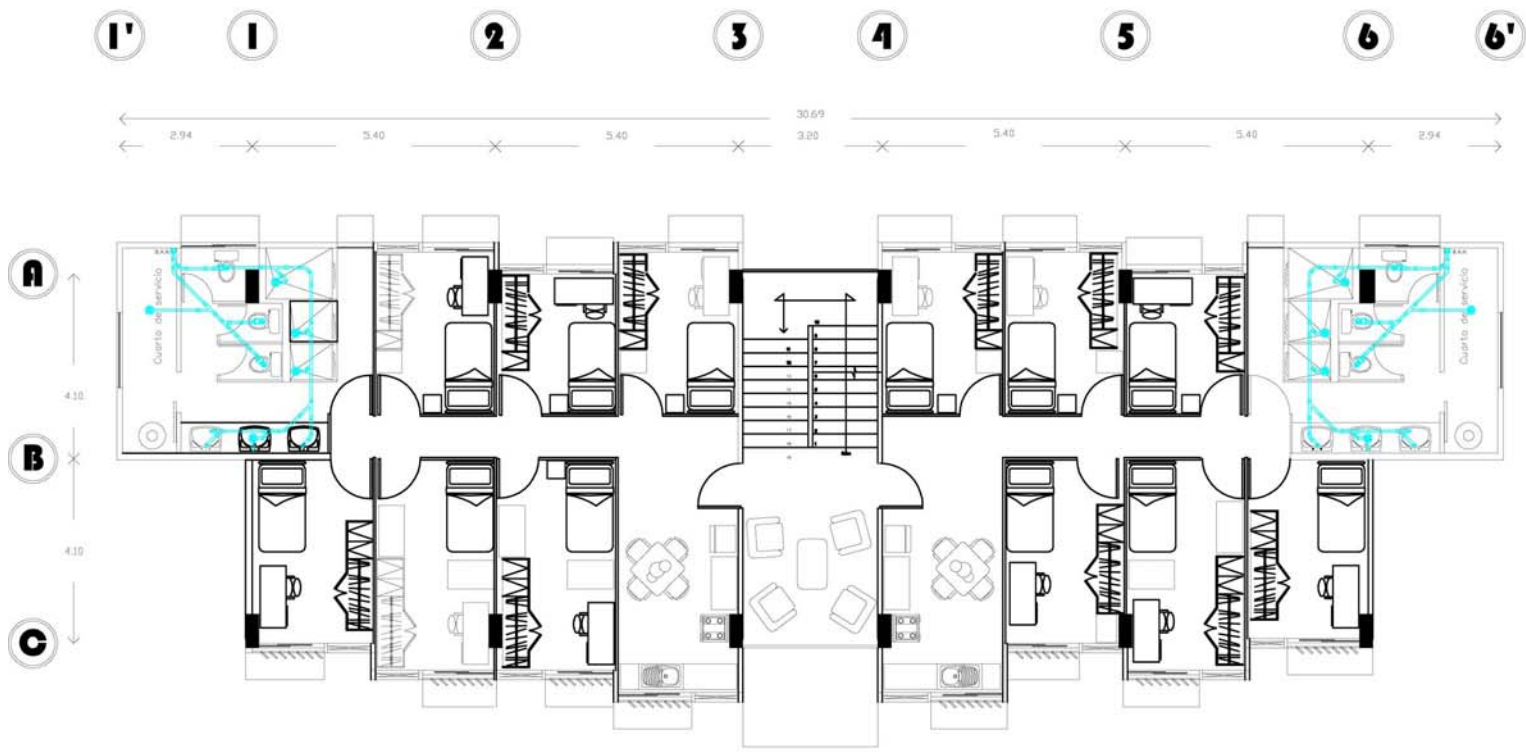 1' 1 2 3 4 5 6 6'
30.69
2.94 5.40 5.40 3.20 5.40 5.40 2.94
A
B
C
4.10
4.10
B.A.N.
Cuarto de servicio
B.A.N.
Cuarto de servicio